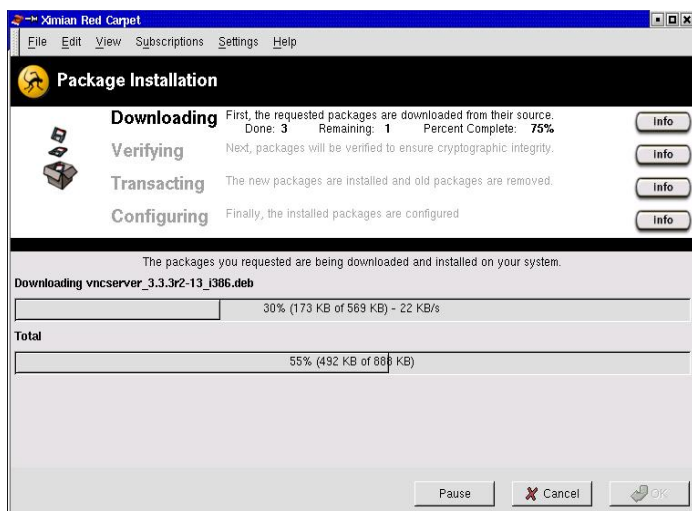 Ximian Red Carpet
File Edit View Subscriptions Settings Help
Package Installation
Downloading First, the requested packages are downloaded from their source.
Done: 3 Remaining: 1 Percent Complete: 75%
Info
Verifying Next, packages will be verified to ensure cryptographic integrity.
Info
Transacting The new packages are installed and old packages are removed.
Info
Configuring Finally, the installed packages are configured
Info
The packages you requested are being downloaded and installed on your system.
Downloading vncserver_3.3.3r2-13_i386.deb
30% (173 KB of 569 KB) - 22 KB/s
Total
55% (492 KB of 888 KB)
Pause Cancel OK